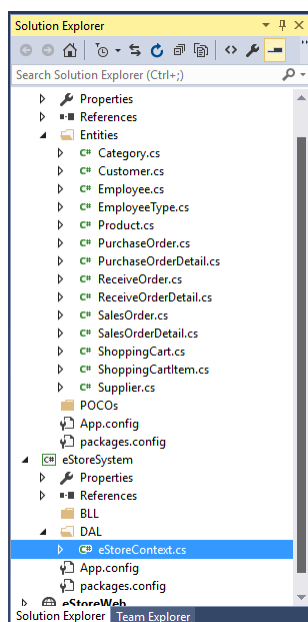 Solution Explorer
Search Solution Explorer (Ctrl+;)
Properties
References
Entities
C# Category.cs
C# Customer.cs
C# Employee.cs
C# EmployeeType.cs
C# Product.cs
C# PurchaseOrder.cs
C# PurchaseOrderDetail.cs
C# ReceiveOrder.cs
C# ReceiveOrderDetail.cs
C# SalesOrder.cs
C# SalesOrderDetail.cs
C# ShoppingCart.cs
C# ShoppingCartItem.cs
C# Supplier.cs
POCOs
App.config
packages.config
C# eStoreSystem
Properties
References
BLL
DAL
C# eStoreContext.cs
App.config
packages.config
eStoreWeb
Solution Explorer Team Explorer